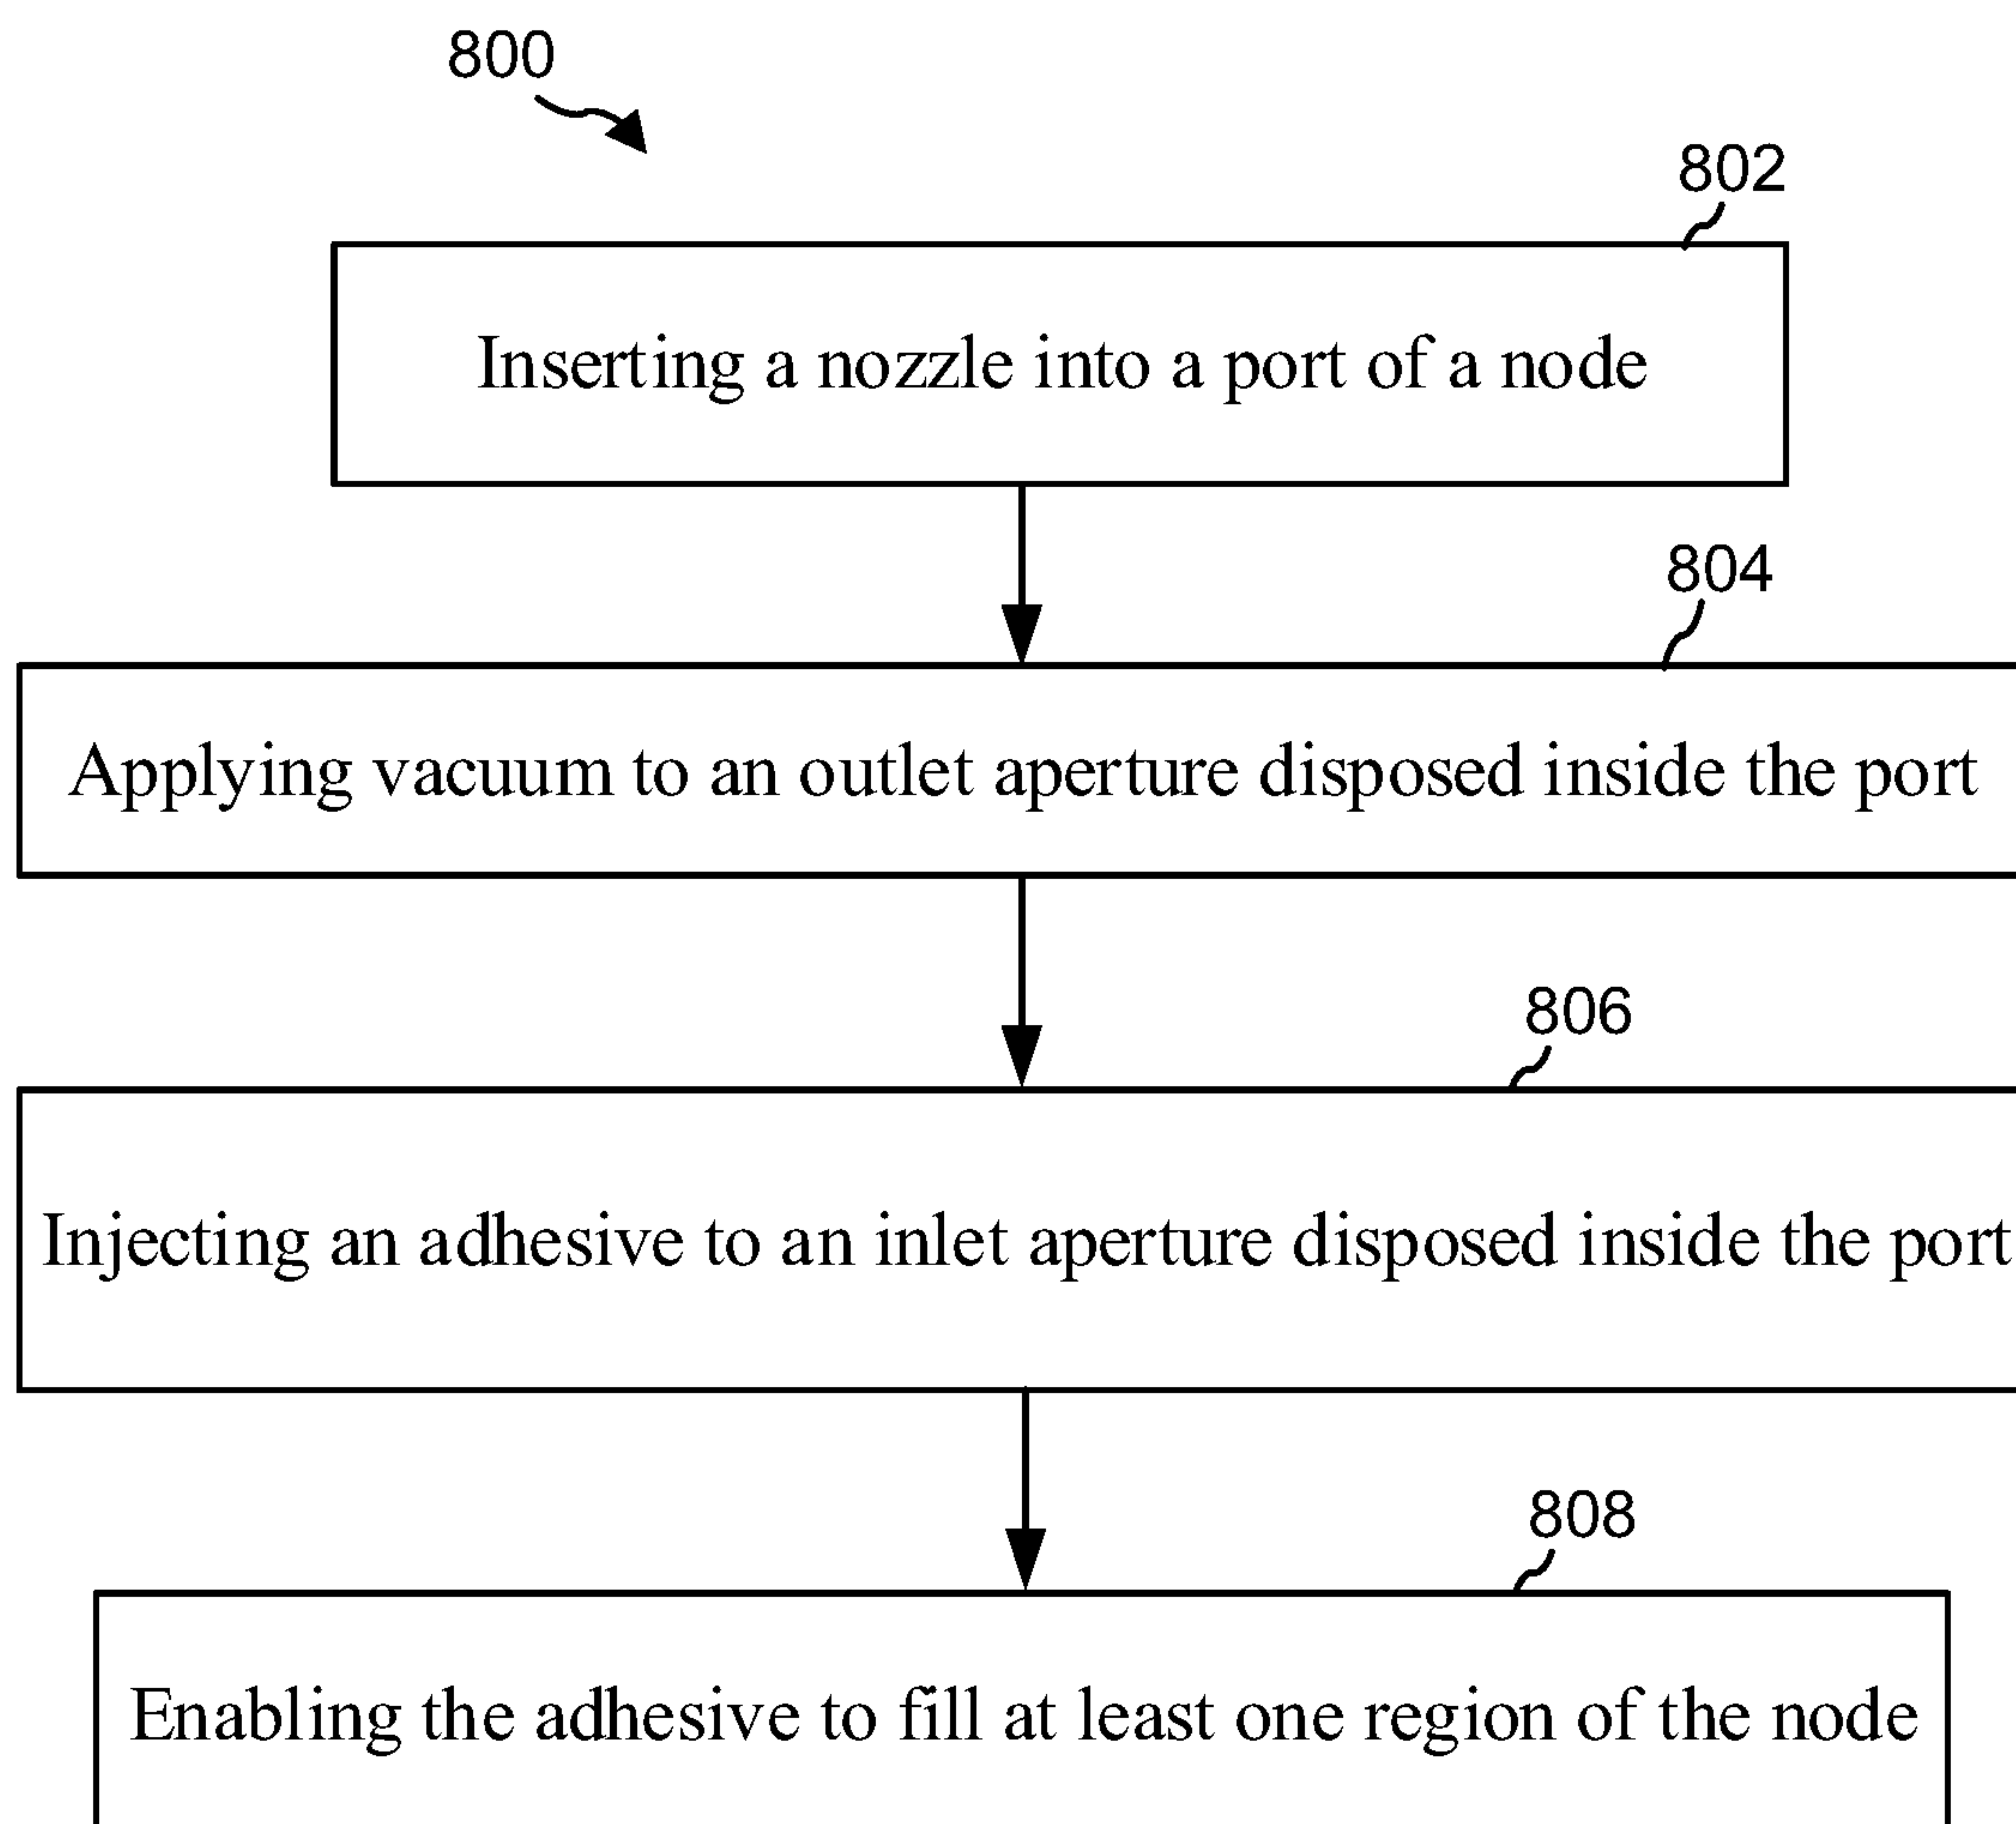 800
802
Inserting a nozzle into a port of a node
804
Applying vacuum to an outlet aperture disposed inside the port
806
Injecting an adhesive to an inlet aperture disposed inside the port
808
Enabling the adhesive to fill at least one region of the node